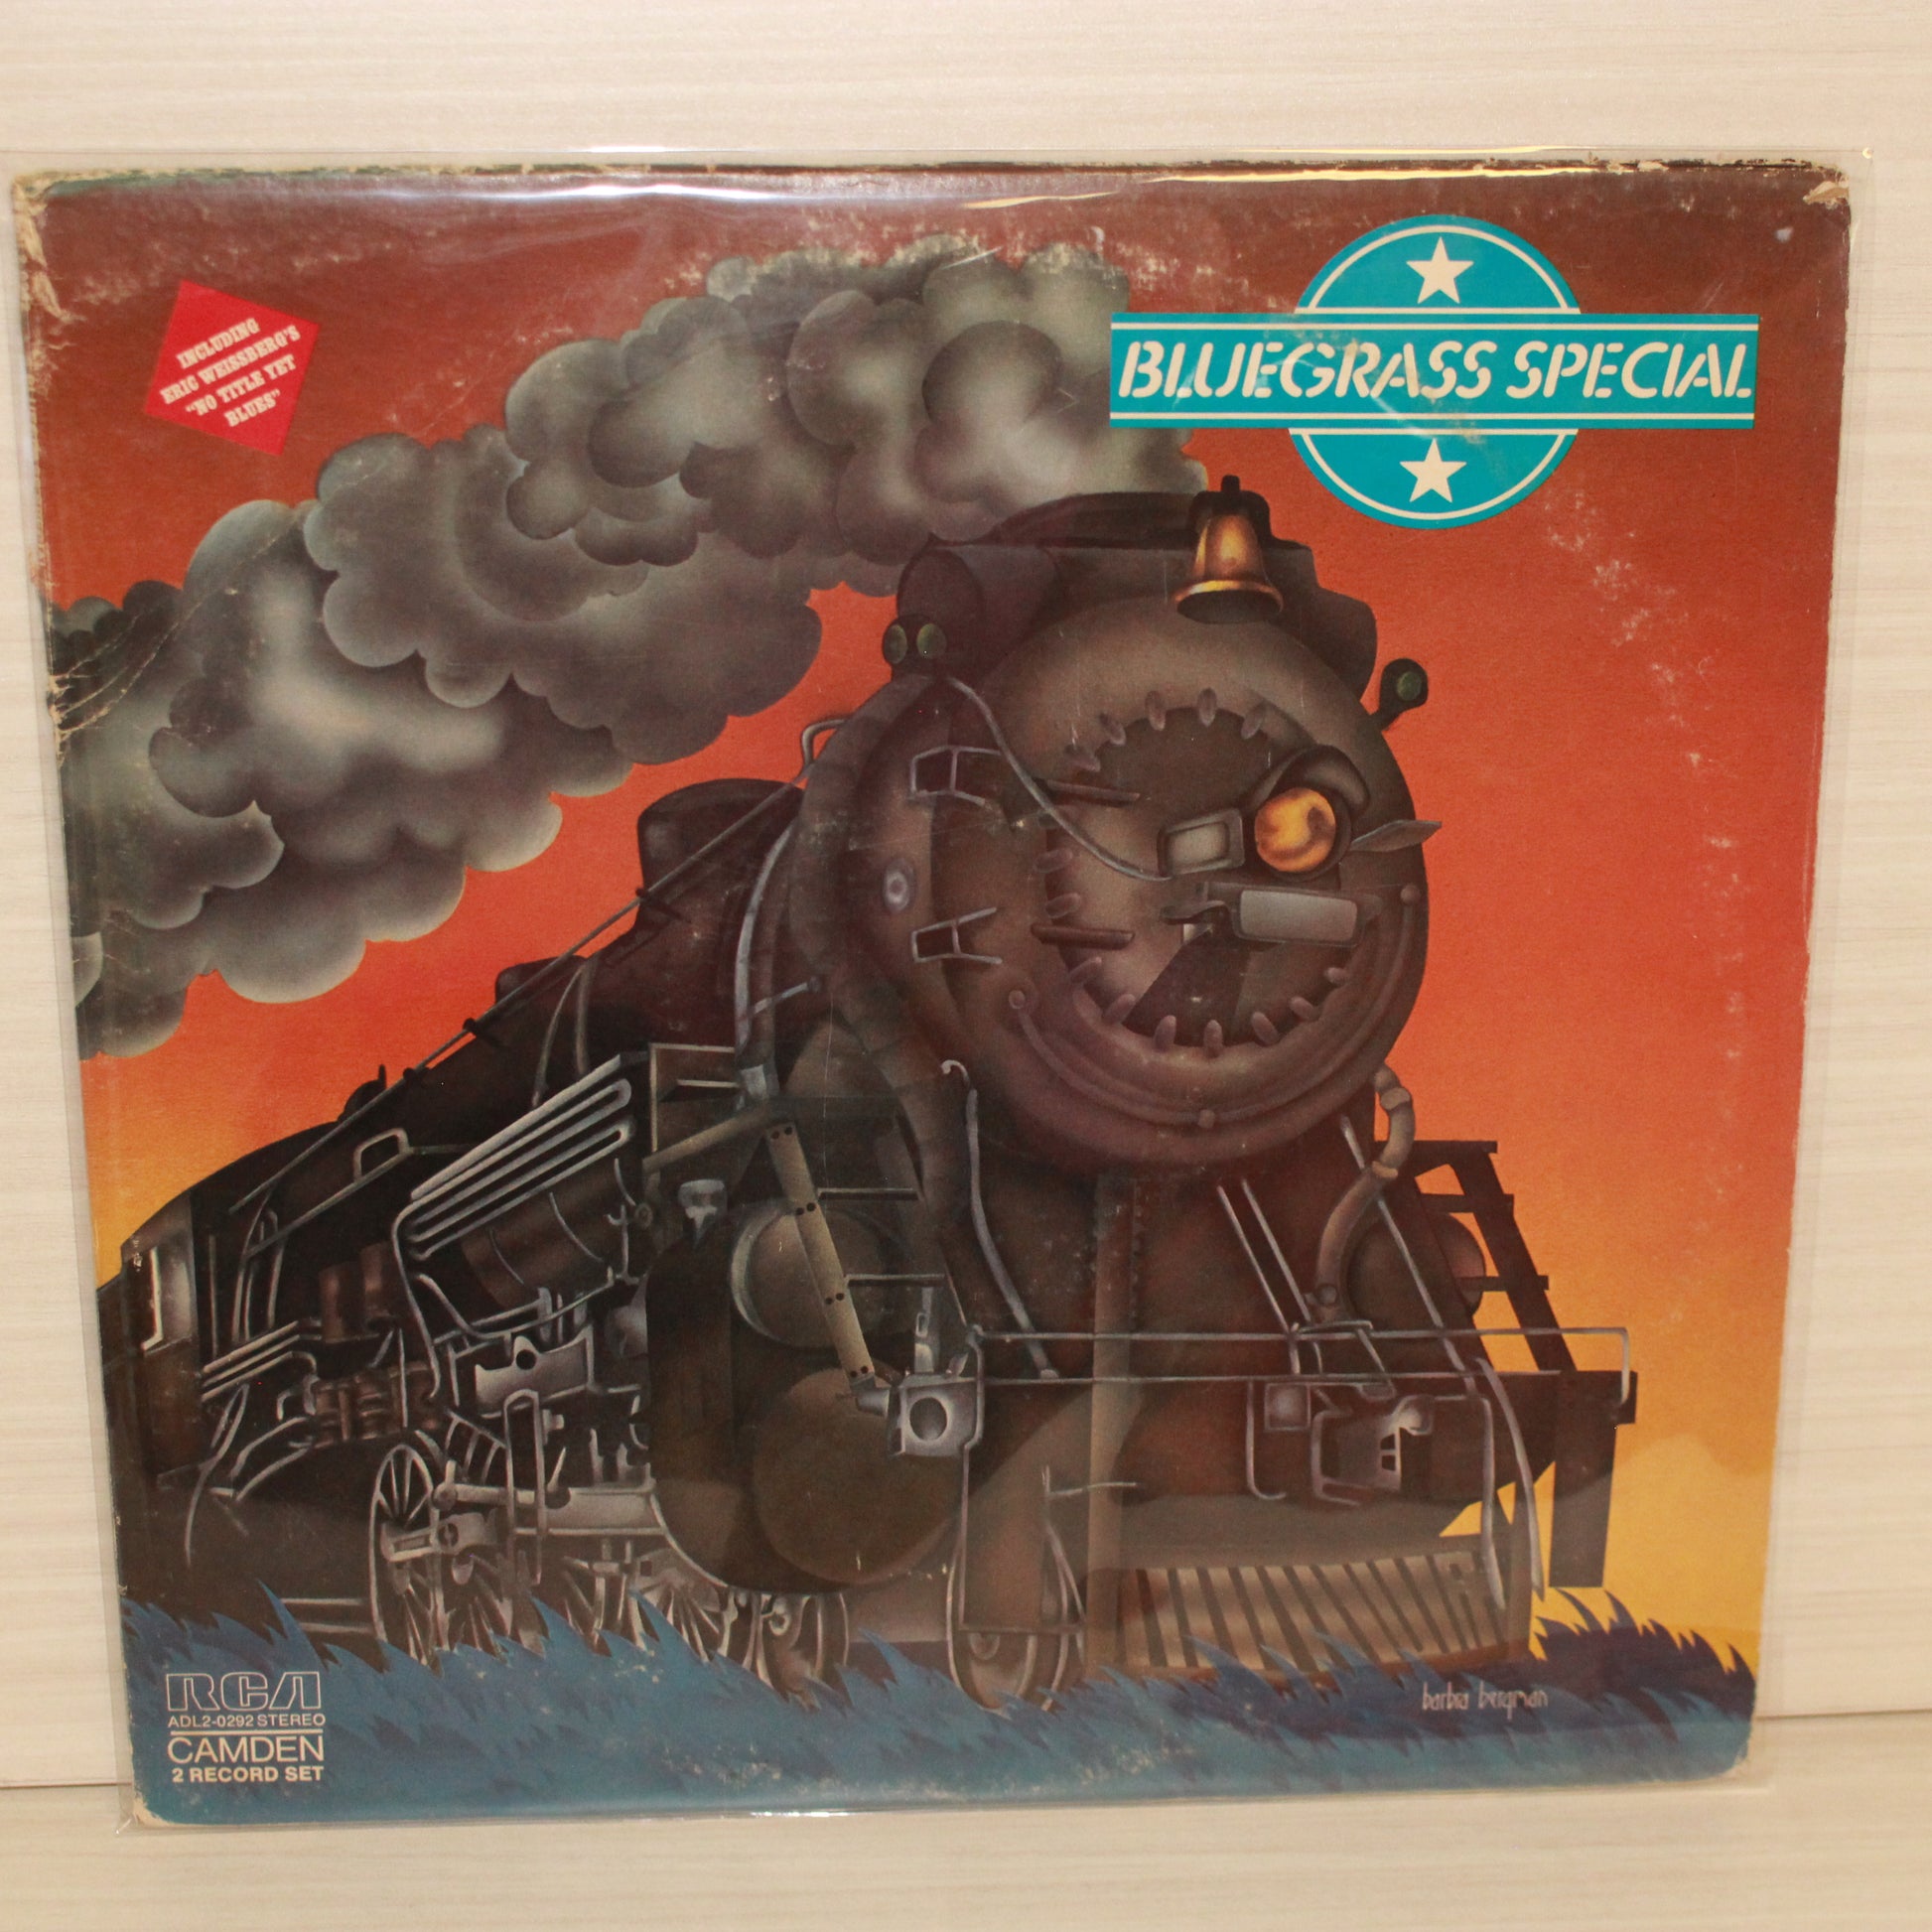 INCLUDING
ERIC WEISSBERG'S
"NO TITLE YET
BLUES"
BLUEGRASS SPECIAL
barbra bergman
RCA
ADL2-0292 STEREO
CAMDEN
2 RECORD SET